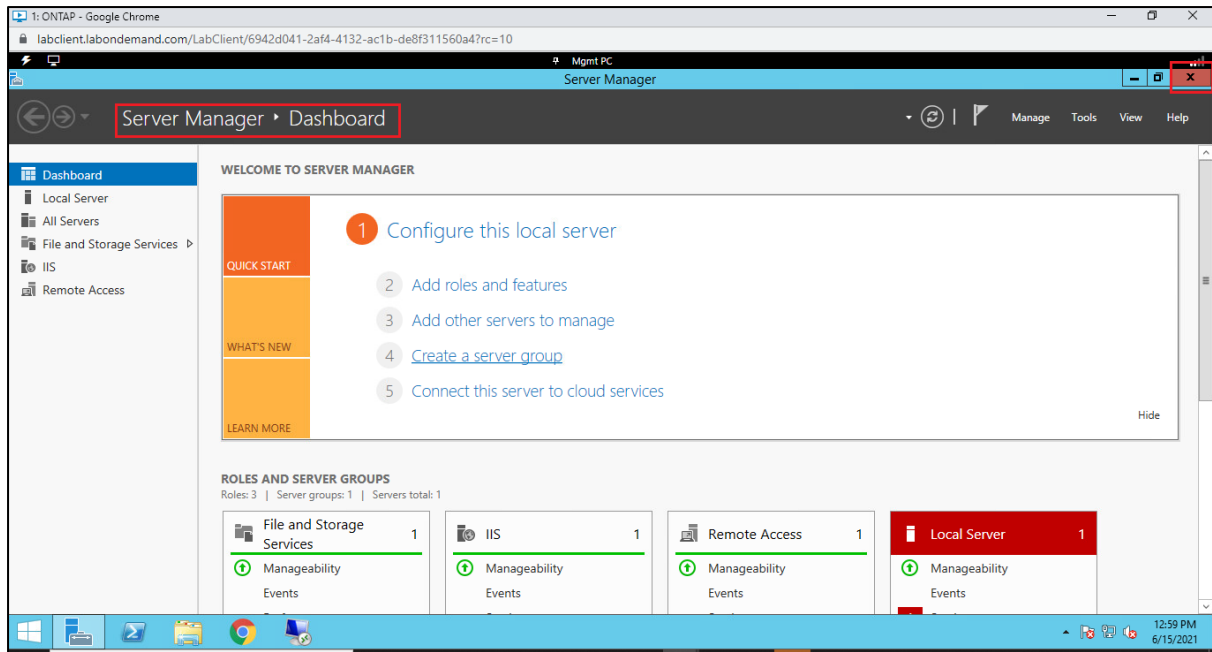 1: ONTAP - Google Chrome
labclient.labondemand.com/LabClient/6942d041-2af4-4132-ac1b-de8f311560a4?rc=10
Mgmt PC
Server Manager
Server Manager • Dashboard
Manage Tools View Help
Dashboard
Local Server
All Servers
File and Storage Services
IIS
Remote Access
WELCOME TO SERVER MANAGER
QUICK START
WHAT'S NEW
LEARN MORE
1 Configure this local server
2 Add roles and features
3 Add other servers to manage
4 Create a server group
5 Connect this server to cloud services
Hide
ROLES AND SERVER GROUPS
Roles: 3 | Server groups: 1 | Servers total: 1
File and Storage Services 1
Manageability
Events
IIS 1
Manageability
Events
Remote Access 1
Manageability
Events
Local Server 1
Manageability
Events
12:59 PM
6/15/2021